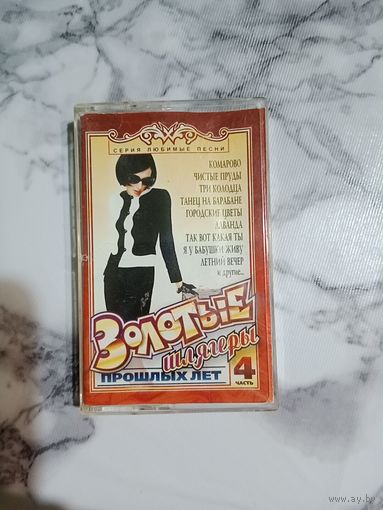 СЕРИЯ ЛЮБИМЫЕ ПЕСНИ
КОМАРОВО
ЧИСТЫЕ ПРУДЫ
ТРИ КОЛОДЦА
ТАНЕЦ НА БАРАБАНЕ
ГОРОДСКИЕ ЦВЕТЫ
ЛАВАНДА
ТАК ВОТ КАКАЯ ТЫ
Я У БАБУШКИ ЖИВУ
ЛЕТНИЙ ВЕЧЕР
и другие...
ЗОЛОТЫЕ
шлягеры
ПРОШЛЫХ ЛЕТ
4
ЧАСТЬ
www.ay.by